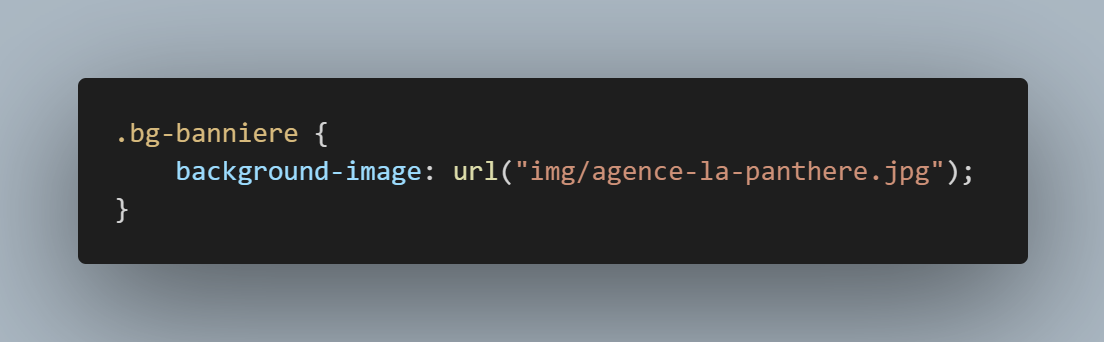 .bg-banniere {
    background-image: url("img/agence-la-panthere.jpg");
}